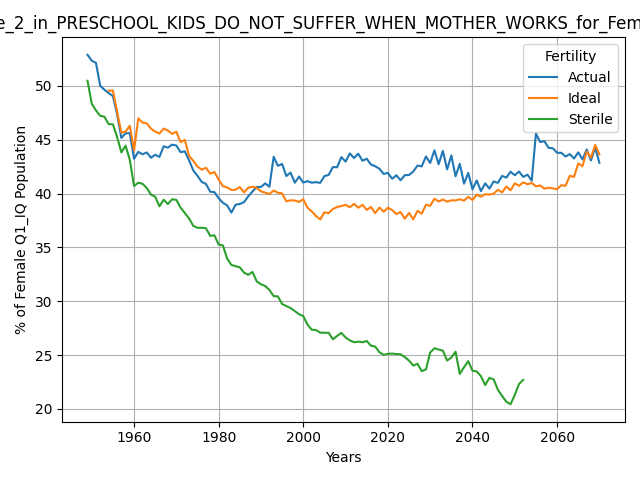 e_2_in_PRESCHOOL_KIDS_DO_NOT_SUFFER_WHEN_MOTHER_WORKS_for_Fem
Fertility
Actual
Ideal
Sterile
% of Female Q1_IQ Population
50
45
40
35
30
25
20
1960
1980
2000
2020
2040
2060
Years